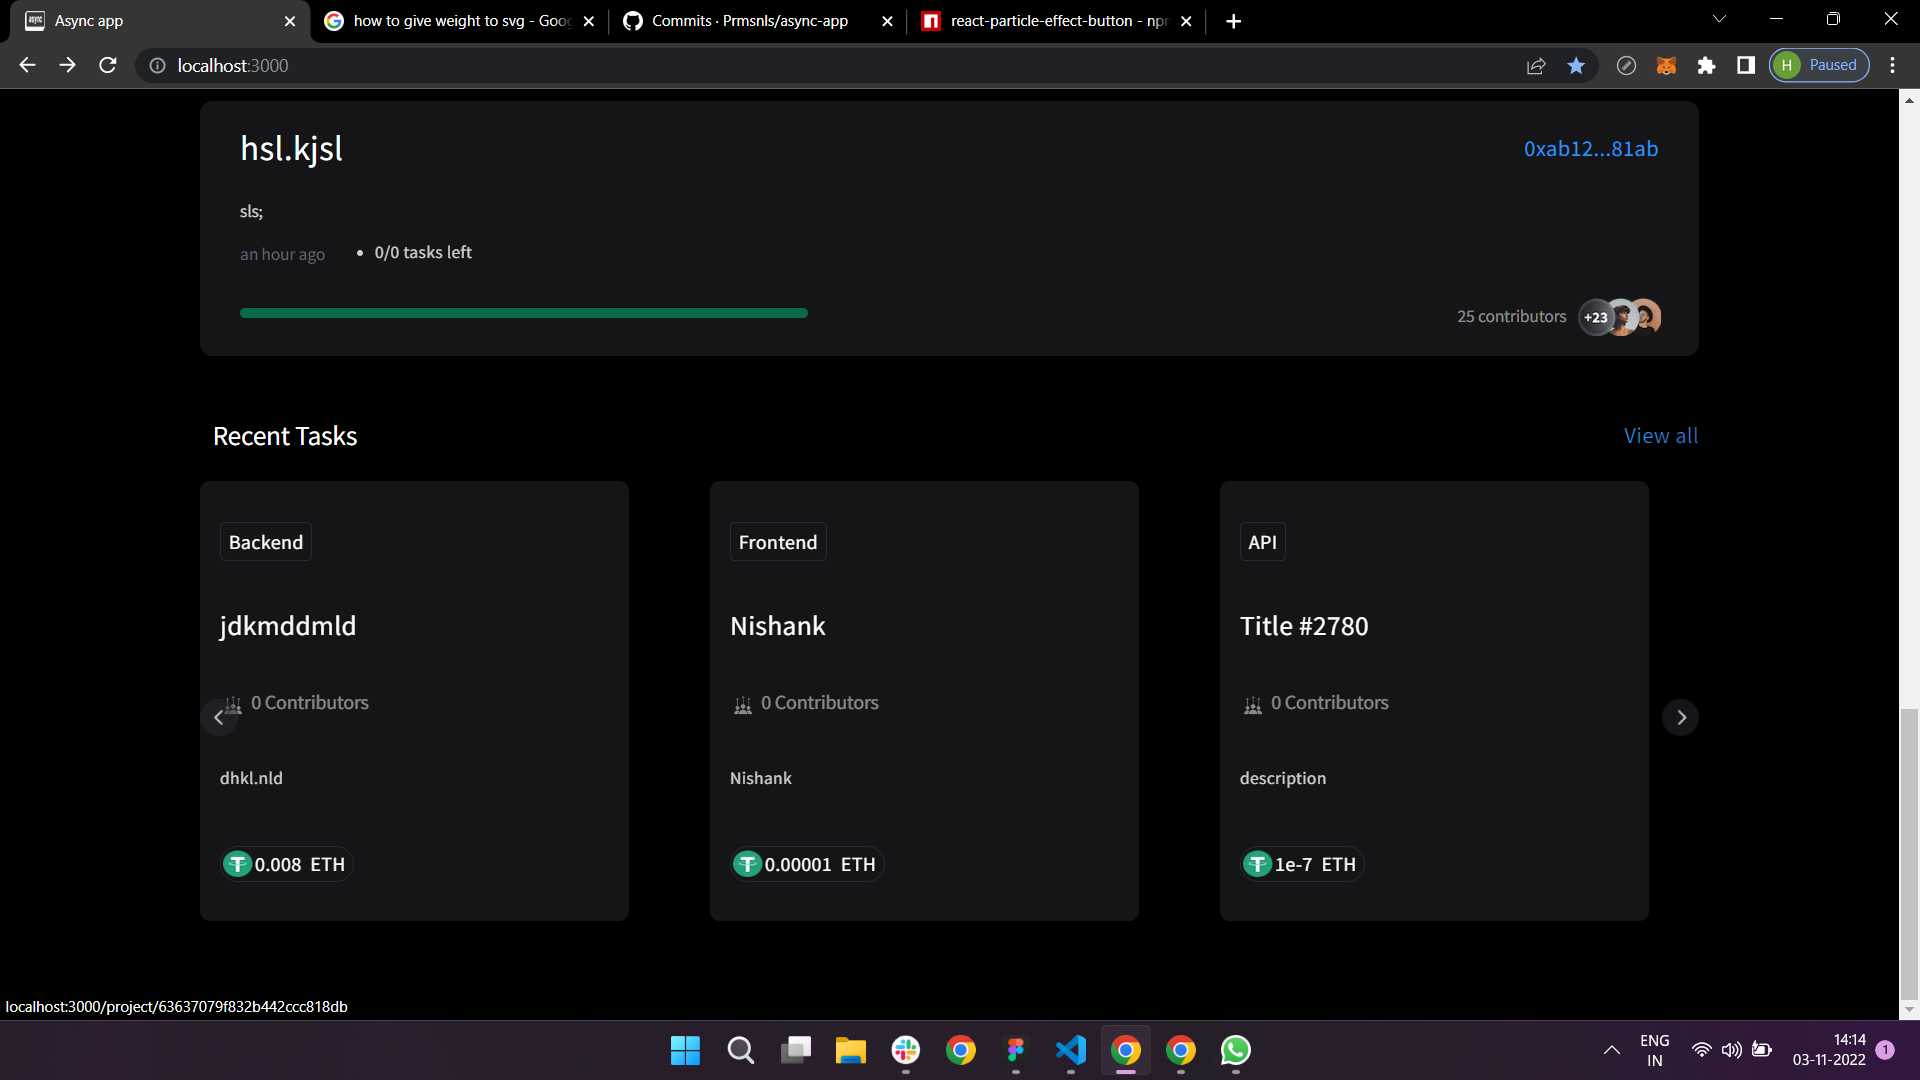 async Async app
how to give weight to svg - Goo
Commits · Prmsnls/async-app
n react-particle-effect-button - npm
localhost:3000
H Paused
hsl.kjsl
0xab12...81ab
sls;
an hour ago • 0/0 tasks left
25 contributors +23
Recent Tasks
View all
Backend
jdkmddmld
0 Contributors
dhkl.nld
0.008 ETH
Frontend
Nishank
0 Contributors
Nishank
0.00001 ETH
API
Title #2780
0 Contributors
description
1e-7 ETH
localhost:3000/project/63637079f832b442ccc818db
ENG
IN
14:14
03-11-2022
1